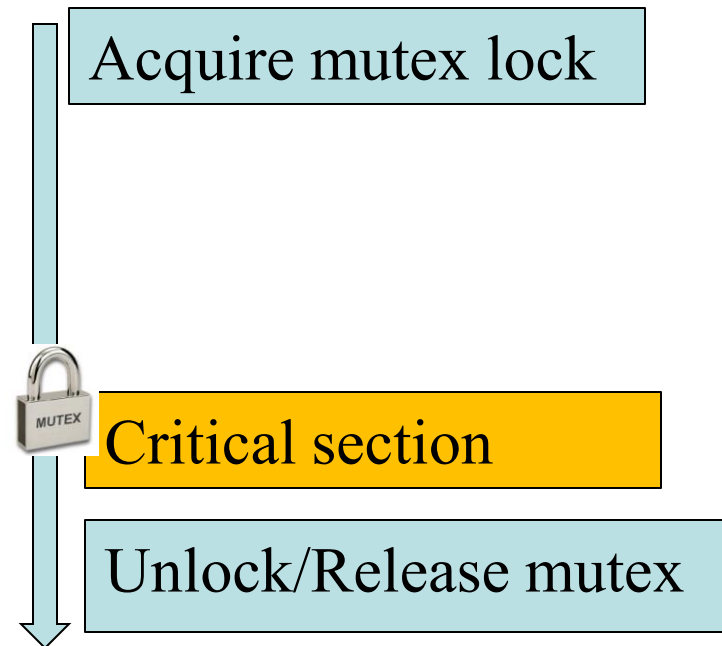 Acquire mutex lock
MUTEX
Critical section
Unlock/Release mutex